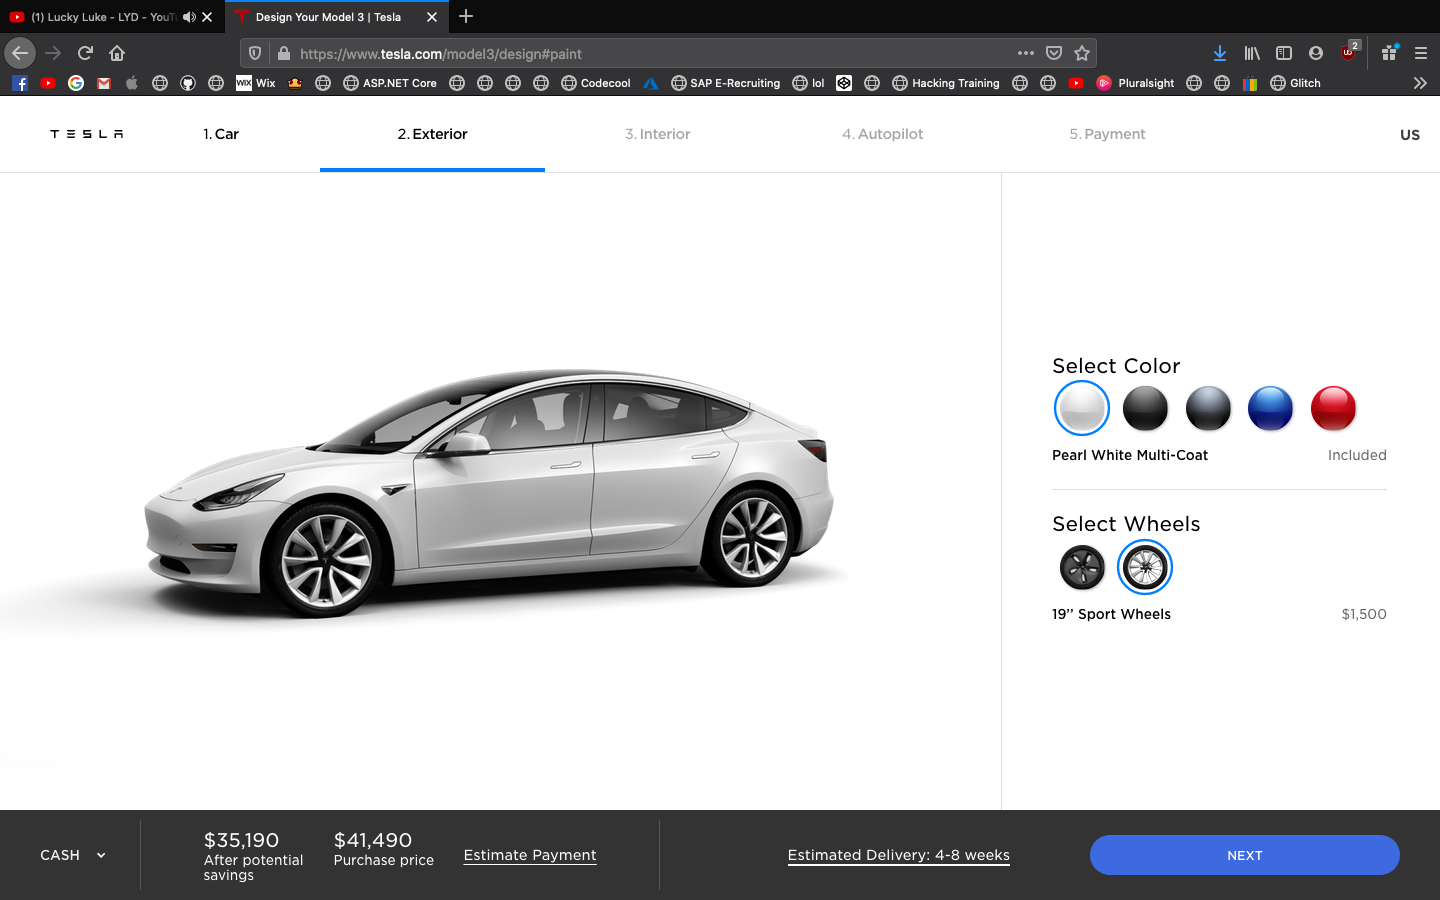 (1) Lucky Luke - LYD - YouTu
Design Your Model 3 | Tesla
https://www.tesla.com/model3/design#paint
2
WIX Wix
ASP.NET Core
Codecool
SAP E-Recruiting
lol
Hacking Training
Pluralsight
Glitch
TESLA
1. Car
2. Exterior
3. Interior
4. Autopilot
5. Payment
US
Select Color
Pearl White Multi-Coat
Included
Select Wheels
19’’ Sport Wheels
$1,500
CASH
$35,190
After potential
savings
$41,490
Purchase price
Estimate Payment
Estimated Delivery: 4-8 weeks
NEXT